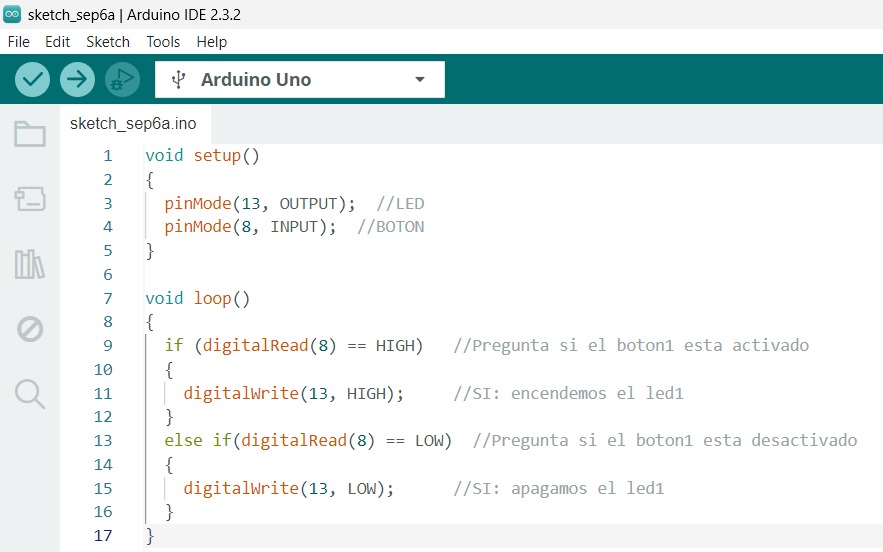 sketch_sep6a | Arduino IDE 2.3.2
File Edit Sketch Tools Help
Arduino Uno
sketch_sep6a.ino
1 void setup()
2 {
3   pinMode(13, OUTPUT);  //LED
4   pinMode(8, INPUT);  //BOTON
5 }
6
7 void loop()
8 {
9   if (digitalRead(8) == HIGH)   //Pregunta si el boton1 esta activado
10   {
11     digitalWrite(13, HIGH);     //SI: encendemos el led1
12   }
13   else if(digitalRead(8) == LOW)  //Pregunta si el boton1 esta desactivado
14   {
15     digitalWrite(13, LOW);      //SI: apagamos el led1
16   }
17 }